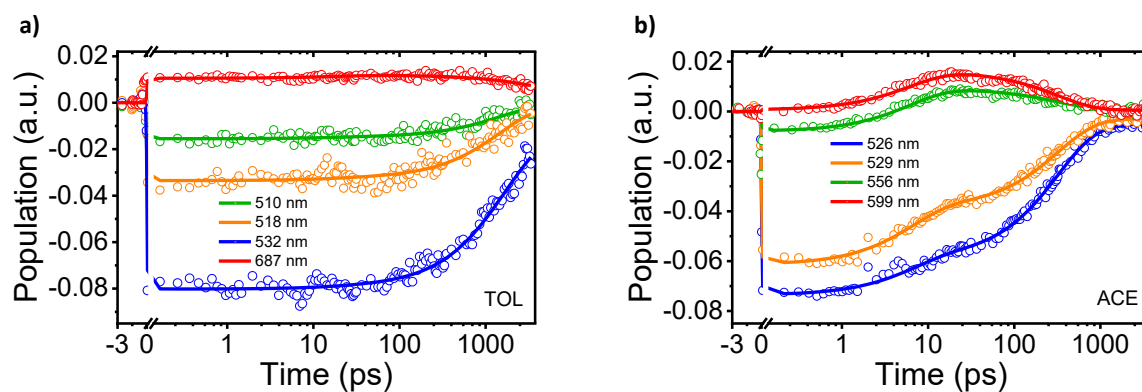 a)
Population (a.u.)
0.02
0.00
-0.02
-0.04
-0.06
-0.08
510 nm
518 nm
532 nm
687 nm
TOL
-3 0 1 10 100 1000
Time (ps)
b)
Population (a.u.)
0.02
0.00
-0.02
-0.04
-0.06
-0.08
526 nm
529 nm
556 nm
599 nm
ACE
-3 0 1 10 100 1000
Time (ps)